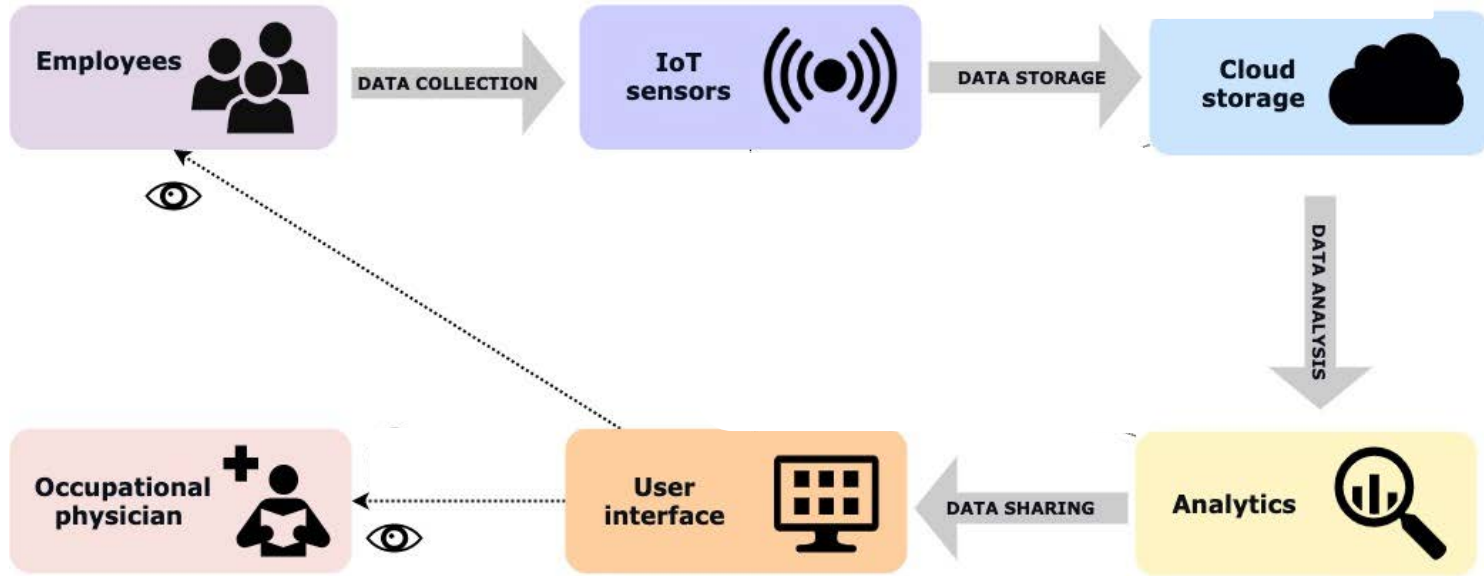 Employees
DATA COLLECTION
IoT
sensors
DATA STORAGE
Cloud
storage
DATA ANALYSIS
Occupational
physician
User
interface
DATA SHARING
Analytics